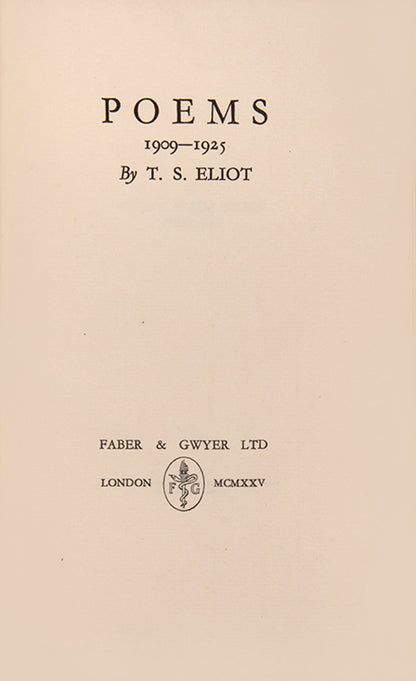 POEMS
1909—1925
By T. S. ELIOT
FABER & GWYER LTD
LONDON F G MCMXXV